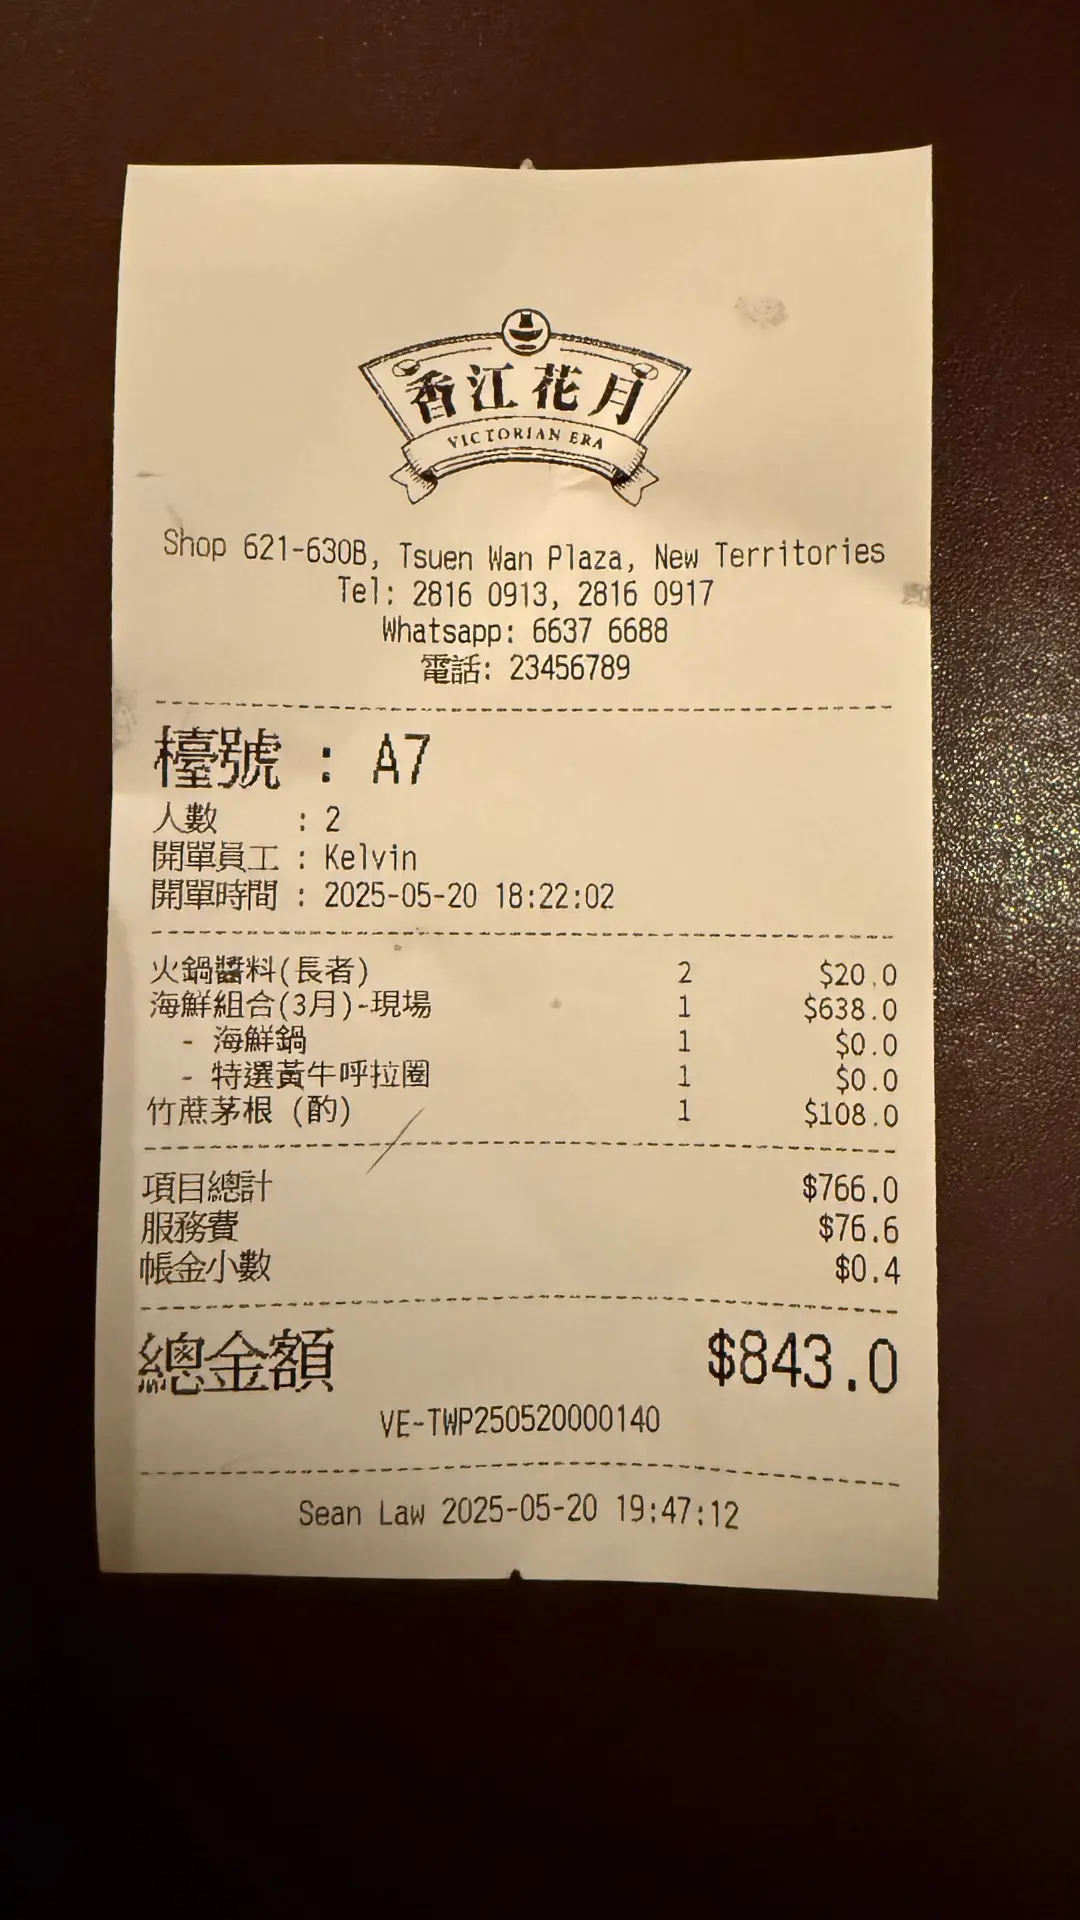 香江花月
VICTORIAN ERA
Shop 621-630B, Tsuen Wan Plaza, New Territories
Tel: 2816 0913, 2816 0917
Whatsapp: 6637 6688
電話: 23456789
檯號 : A7
人數 : 2
開單員工 : Kelvin
開單時間 : 2025-05-20 18:22:02
火鍋醬料(長者) 2 $20.0
海鮮組合(3月)-現場 1 $638.0
- 海鮮鍋 1 $0.0
- 特選黃牛呼拉圈 1 $0.0
竹蔗茅根 (酌) 1 $108.0
項目總計 $766.0
服務費 $76.6
帳金小數 $0.4
總金額 $843.0
VE-TWP250520000140
Sean Law 2025-05-20 19:47:12